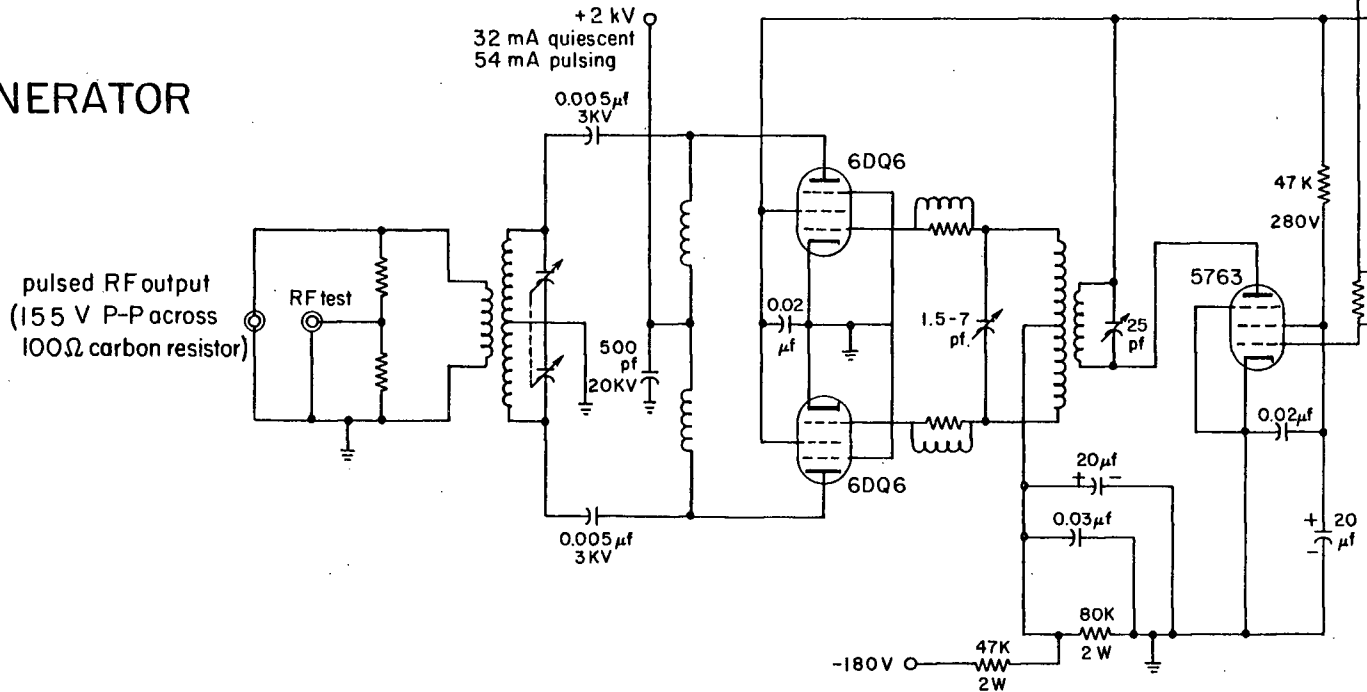 +2 kV
32 mA quiescent
54 mA pulsing
NERATOR
0.005μf
3KV
6DQ6
47K
280V
5763
pulsed RF output
(155 V P-P across
100Ω carbon resistor)
RF test
0.02
μf
1.5-7
pf.
25
pf
500
pf
20KV
0.02μf
6DQ6
20μf
+ -
0.03μf
+ 20
μf
-
0.005μf
3KV
80K
2W
47K
2W
-180V